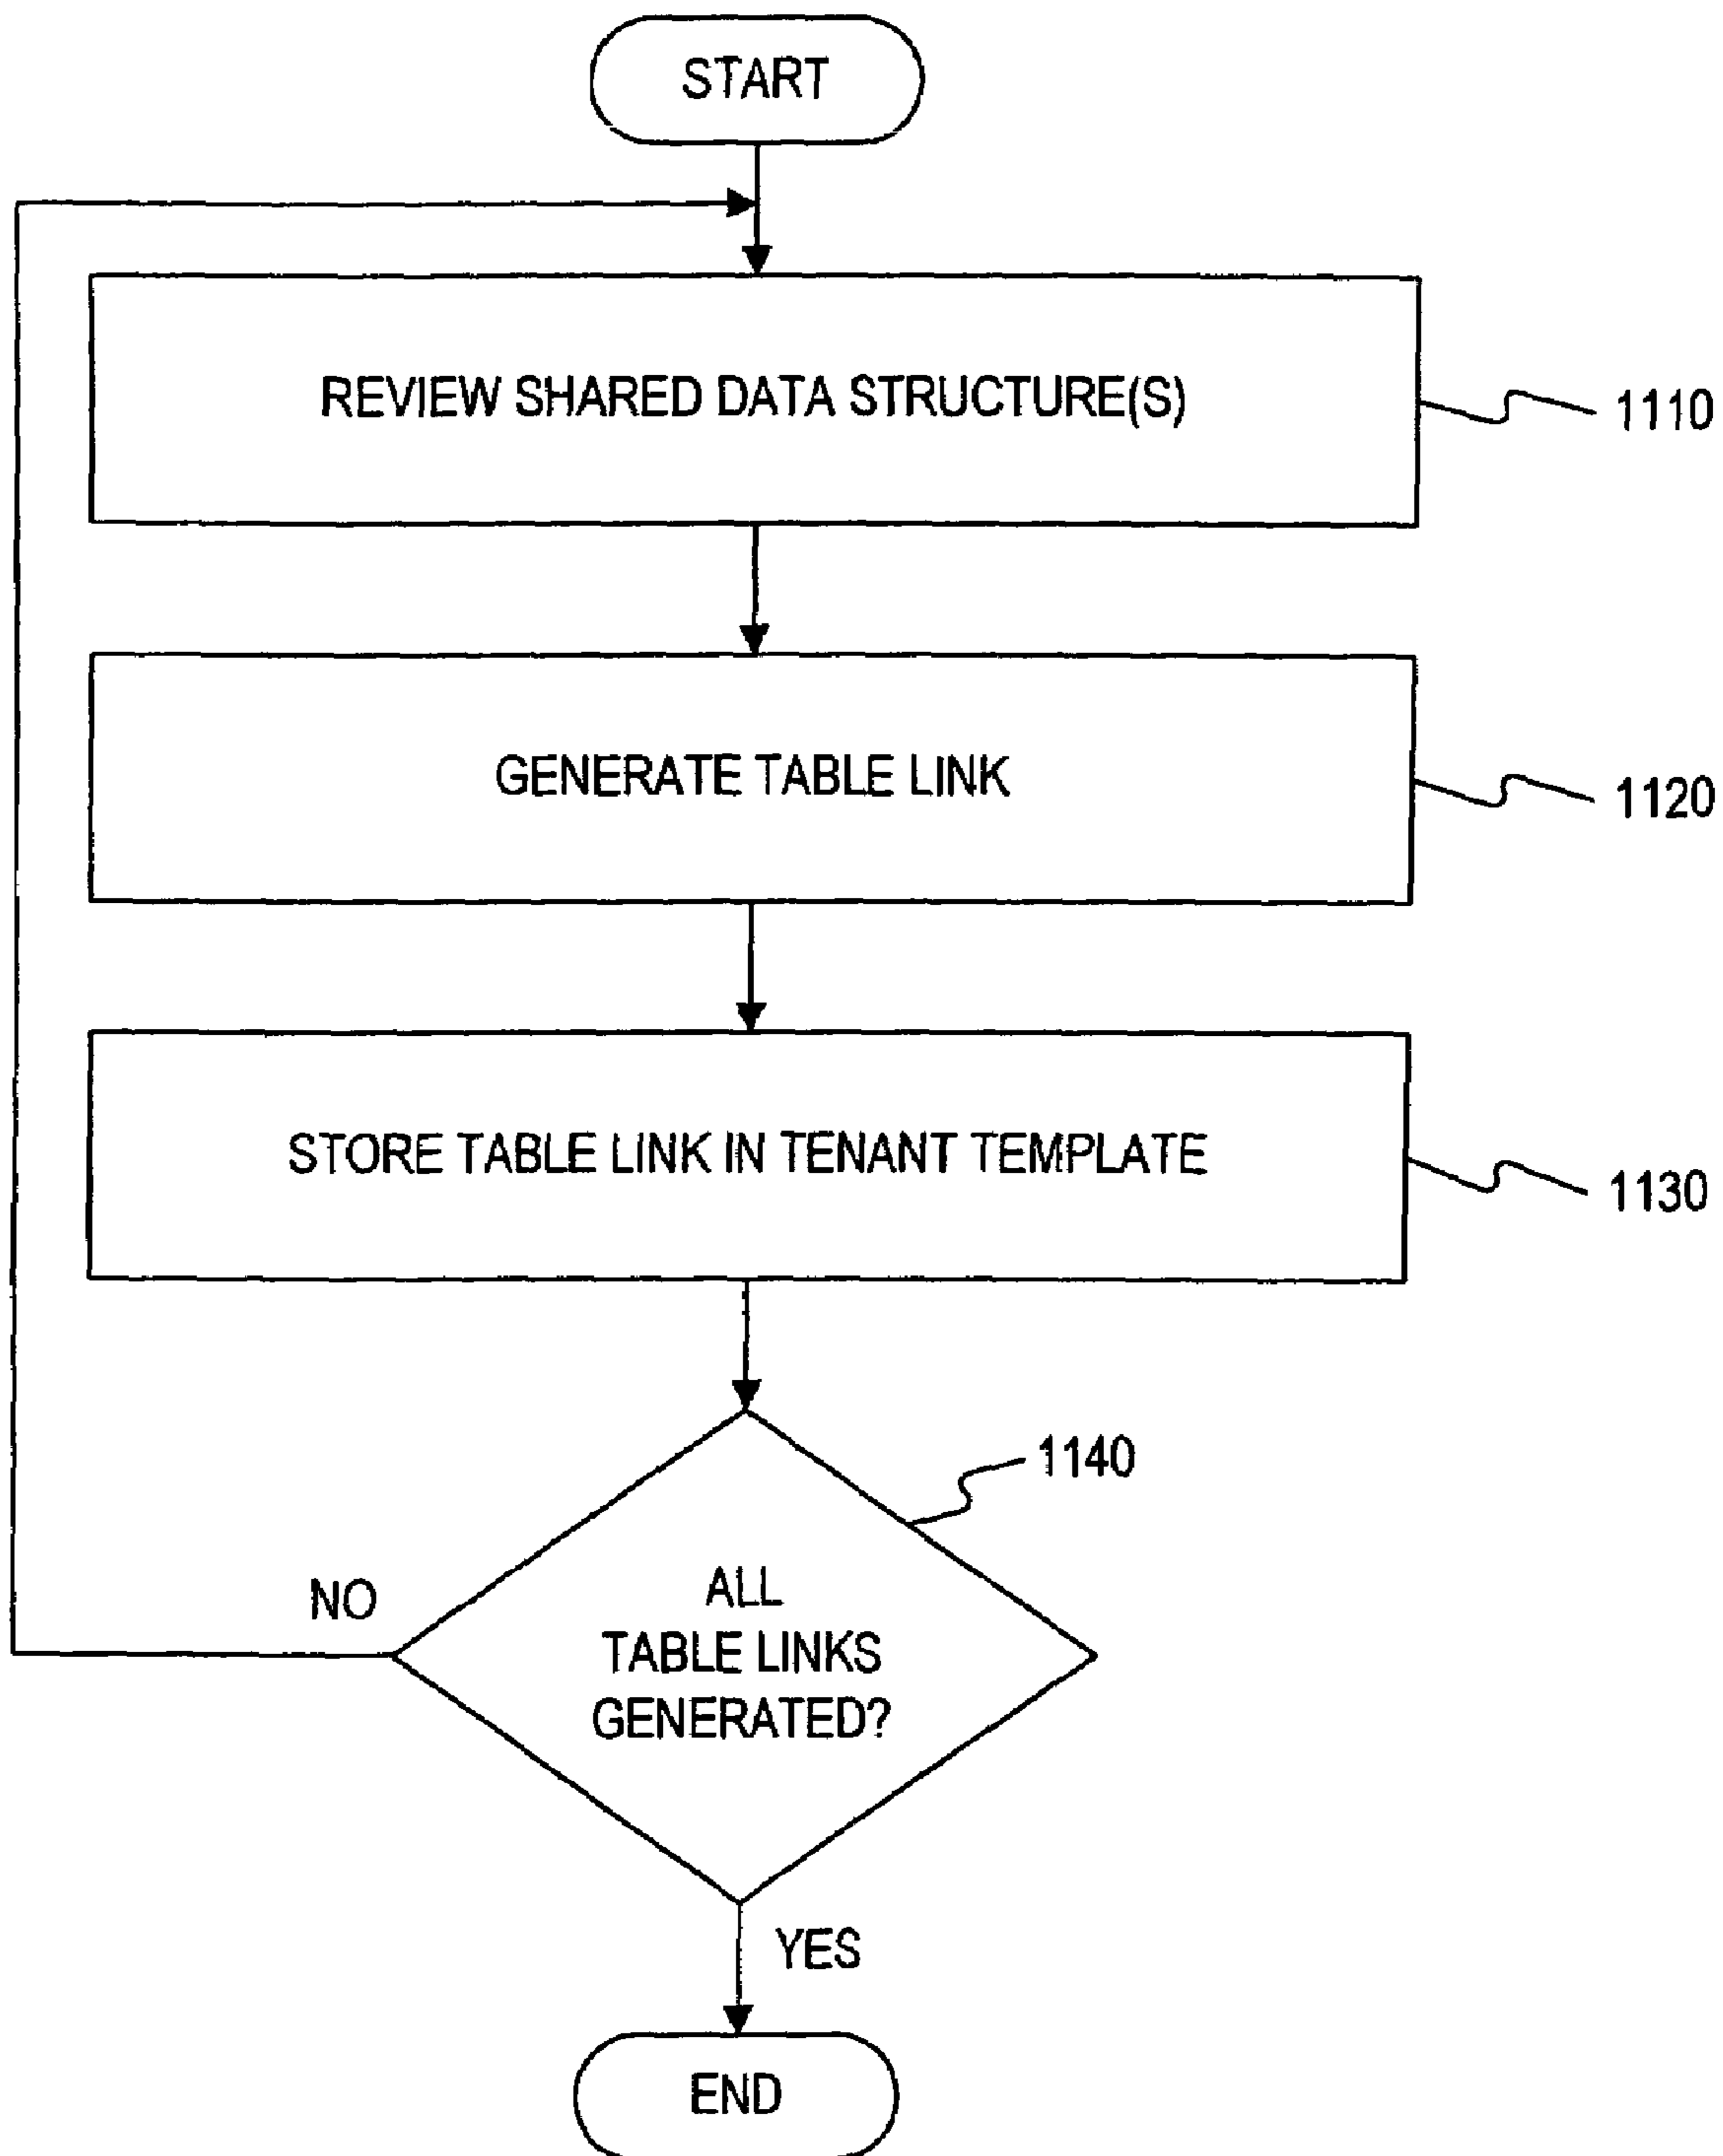 START
REVIEW SHARED DATA STRUCTURE(S)
1110
GENERATE TABLE LINK
1120
STORE TABLE LINK IN TENANT TEMPLATE
1130
1140
NO
ALL
TABLE LINKS
GENERATED?
YES
END